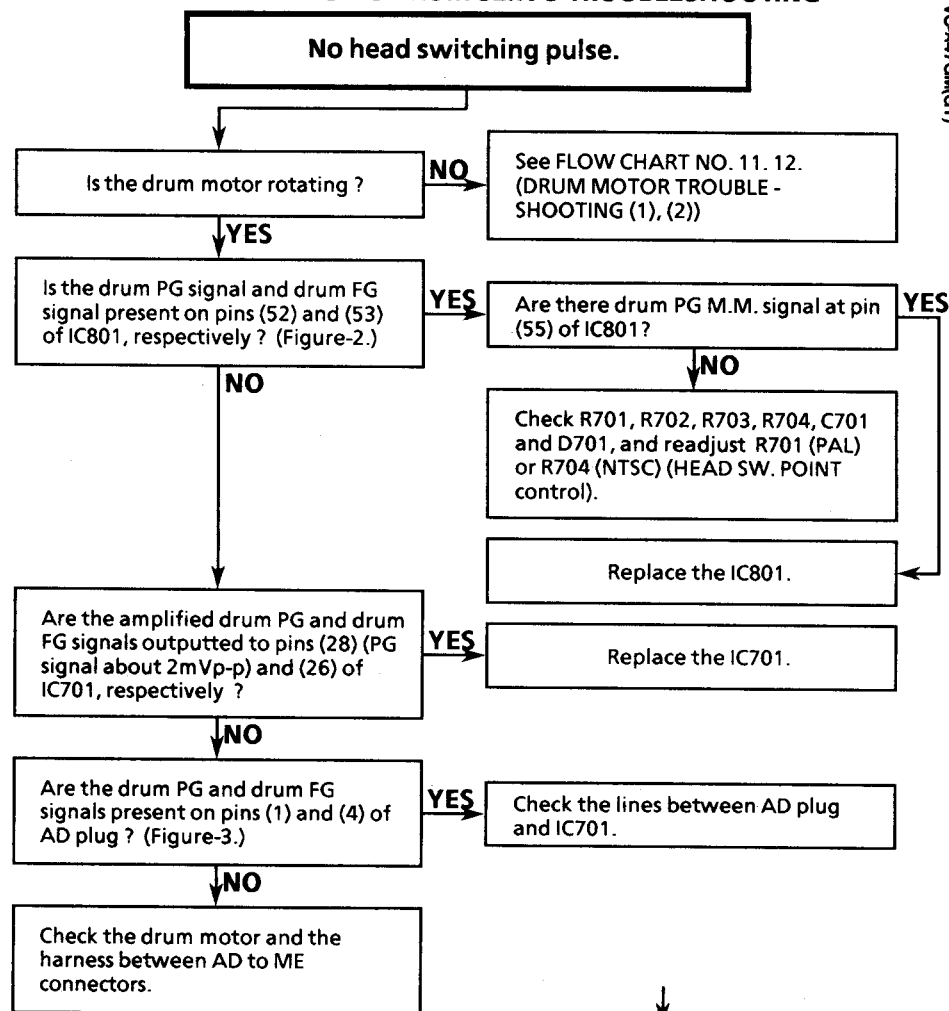 SERVO TROUBLESHOOTING
No head switching pulse.
Is the drum motor rotating ?
NO
See FLOW CHART NO. 11. 12.
(DRUM MOTOR TROUBLE -
SHOOTING (1), (2))
YES
Is the drum PG signal and drum FG
signal present on pins (52) and (53)
of IC801, respectively ? (Figure-2.)
YES
Are there drum PG M.M. signal at pin
(55) of IC801?
YES
NO
NO
Check R701, R702, R703, R704, C701
and D701, and readjust R701 (PAL)
or R704 (NTSC) (HEAD SW. POINT
control).
Replace the IC801.
Are the amplified drum PG and drum
FG signals outputted to pins (28) (PG
signal about 2mVp-p) and (26) of
IC701, respectively ?
YES
Replace the IC701.
NO
Are the drum PG and drum FG
signals present on pins (1) and (4) of
AD plug ? (Figure-3.)
YES
Check the lines between AD plug
and IC701.
NO
Check the drum motor and the
harness between AD to ME
connectors.